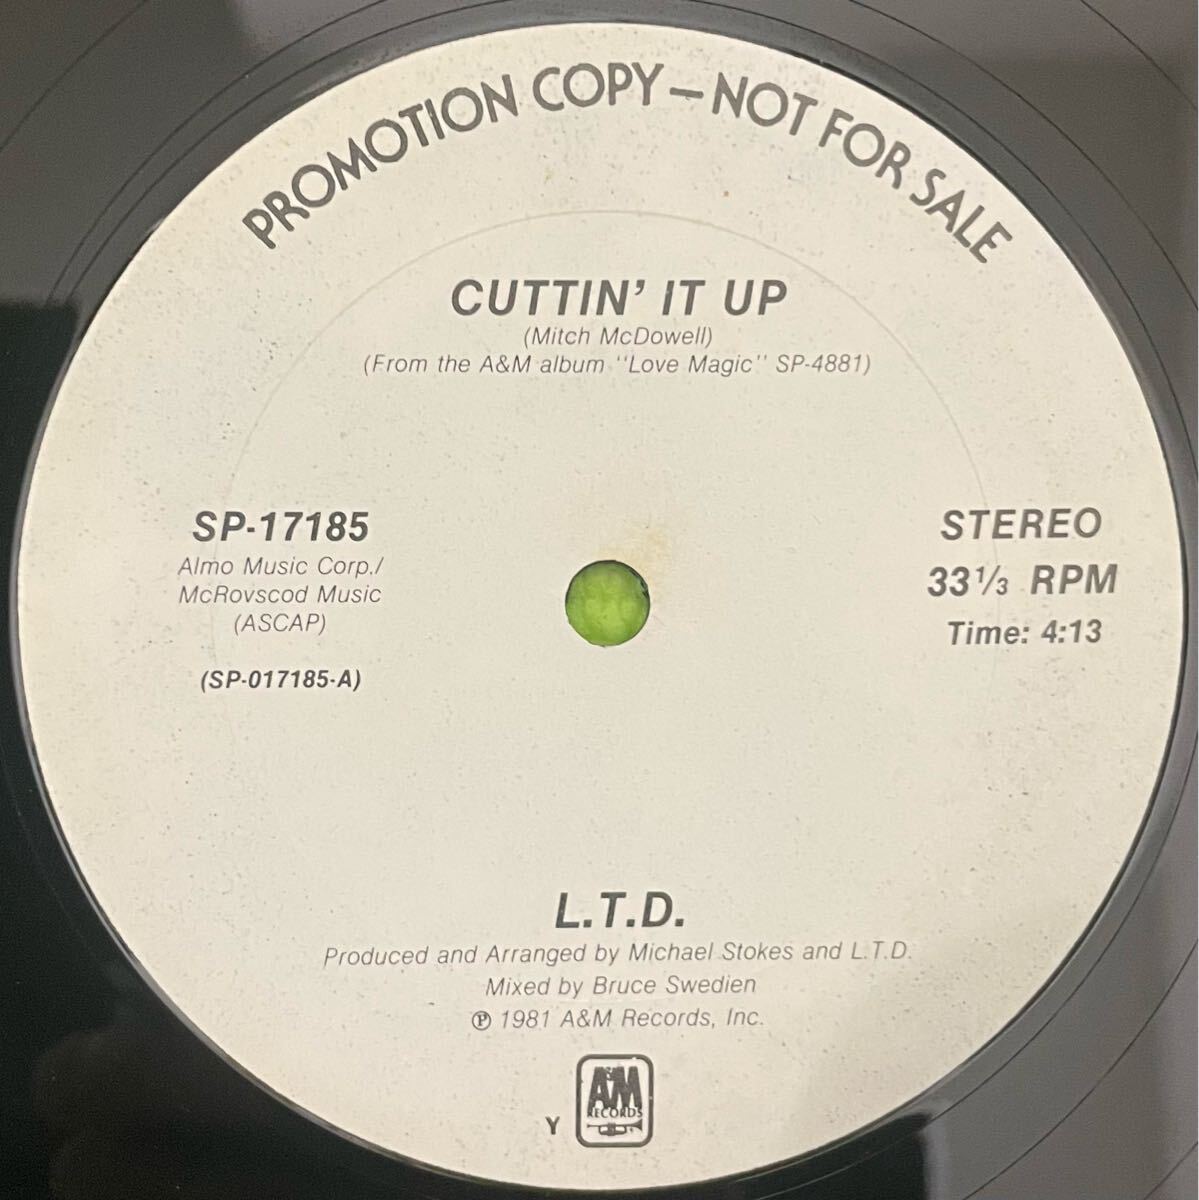 PROMOTION COPY – NOT FOR SALE
CUTTIN' IT UP
(Mitch McDowell)
(From the A&M album "Love Magic" SP-4881)
SP-17185
Almo Music Corp./
McRovscod Music
(ASCAP)
(SP-017185-A)
STEREO
33 1/3 RPM
Time: 4:13
L.T.D.
Produced and Arranged by Michael Stokes and L.T.D.
Mixed by Bruce Swedien
℗ 1981 A&M Records, Inc.
Y
A&M
RECORDS